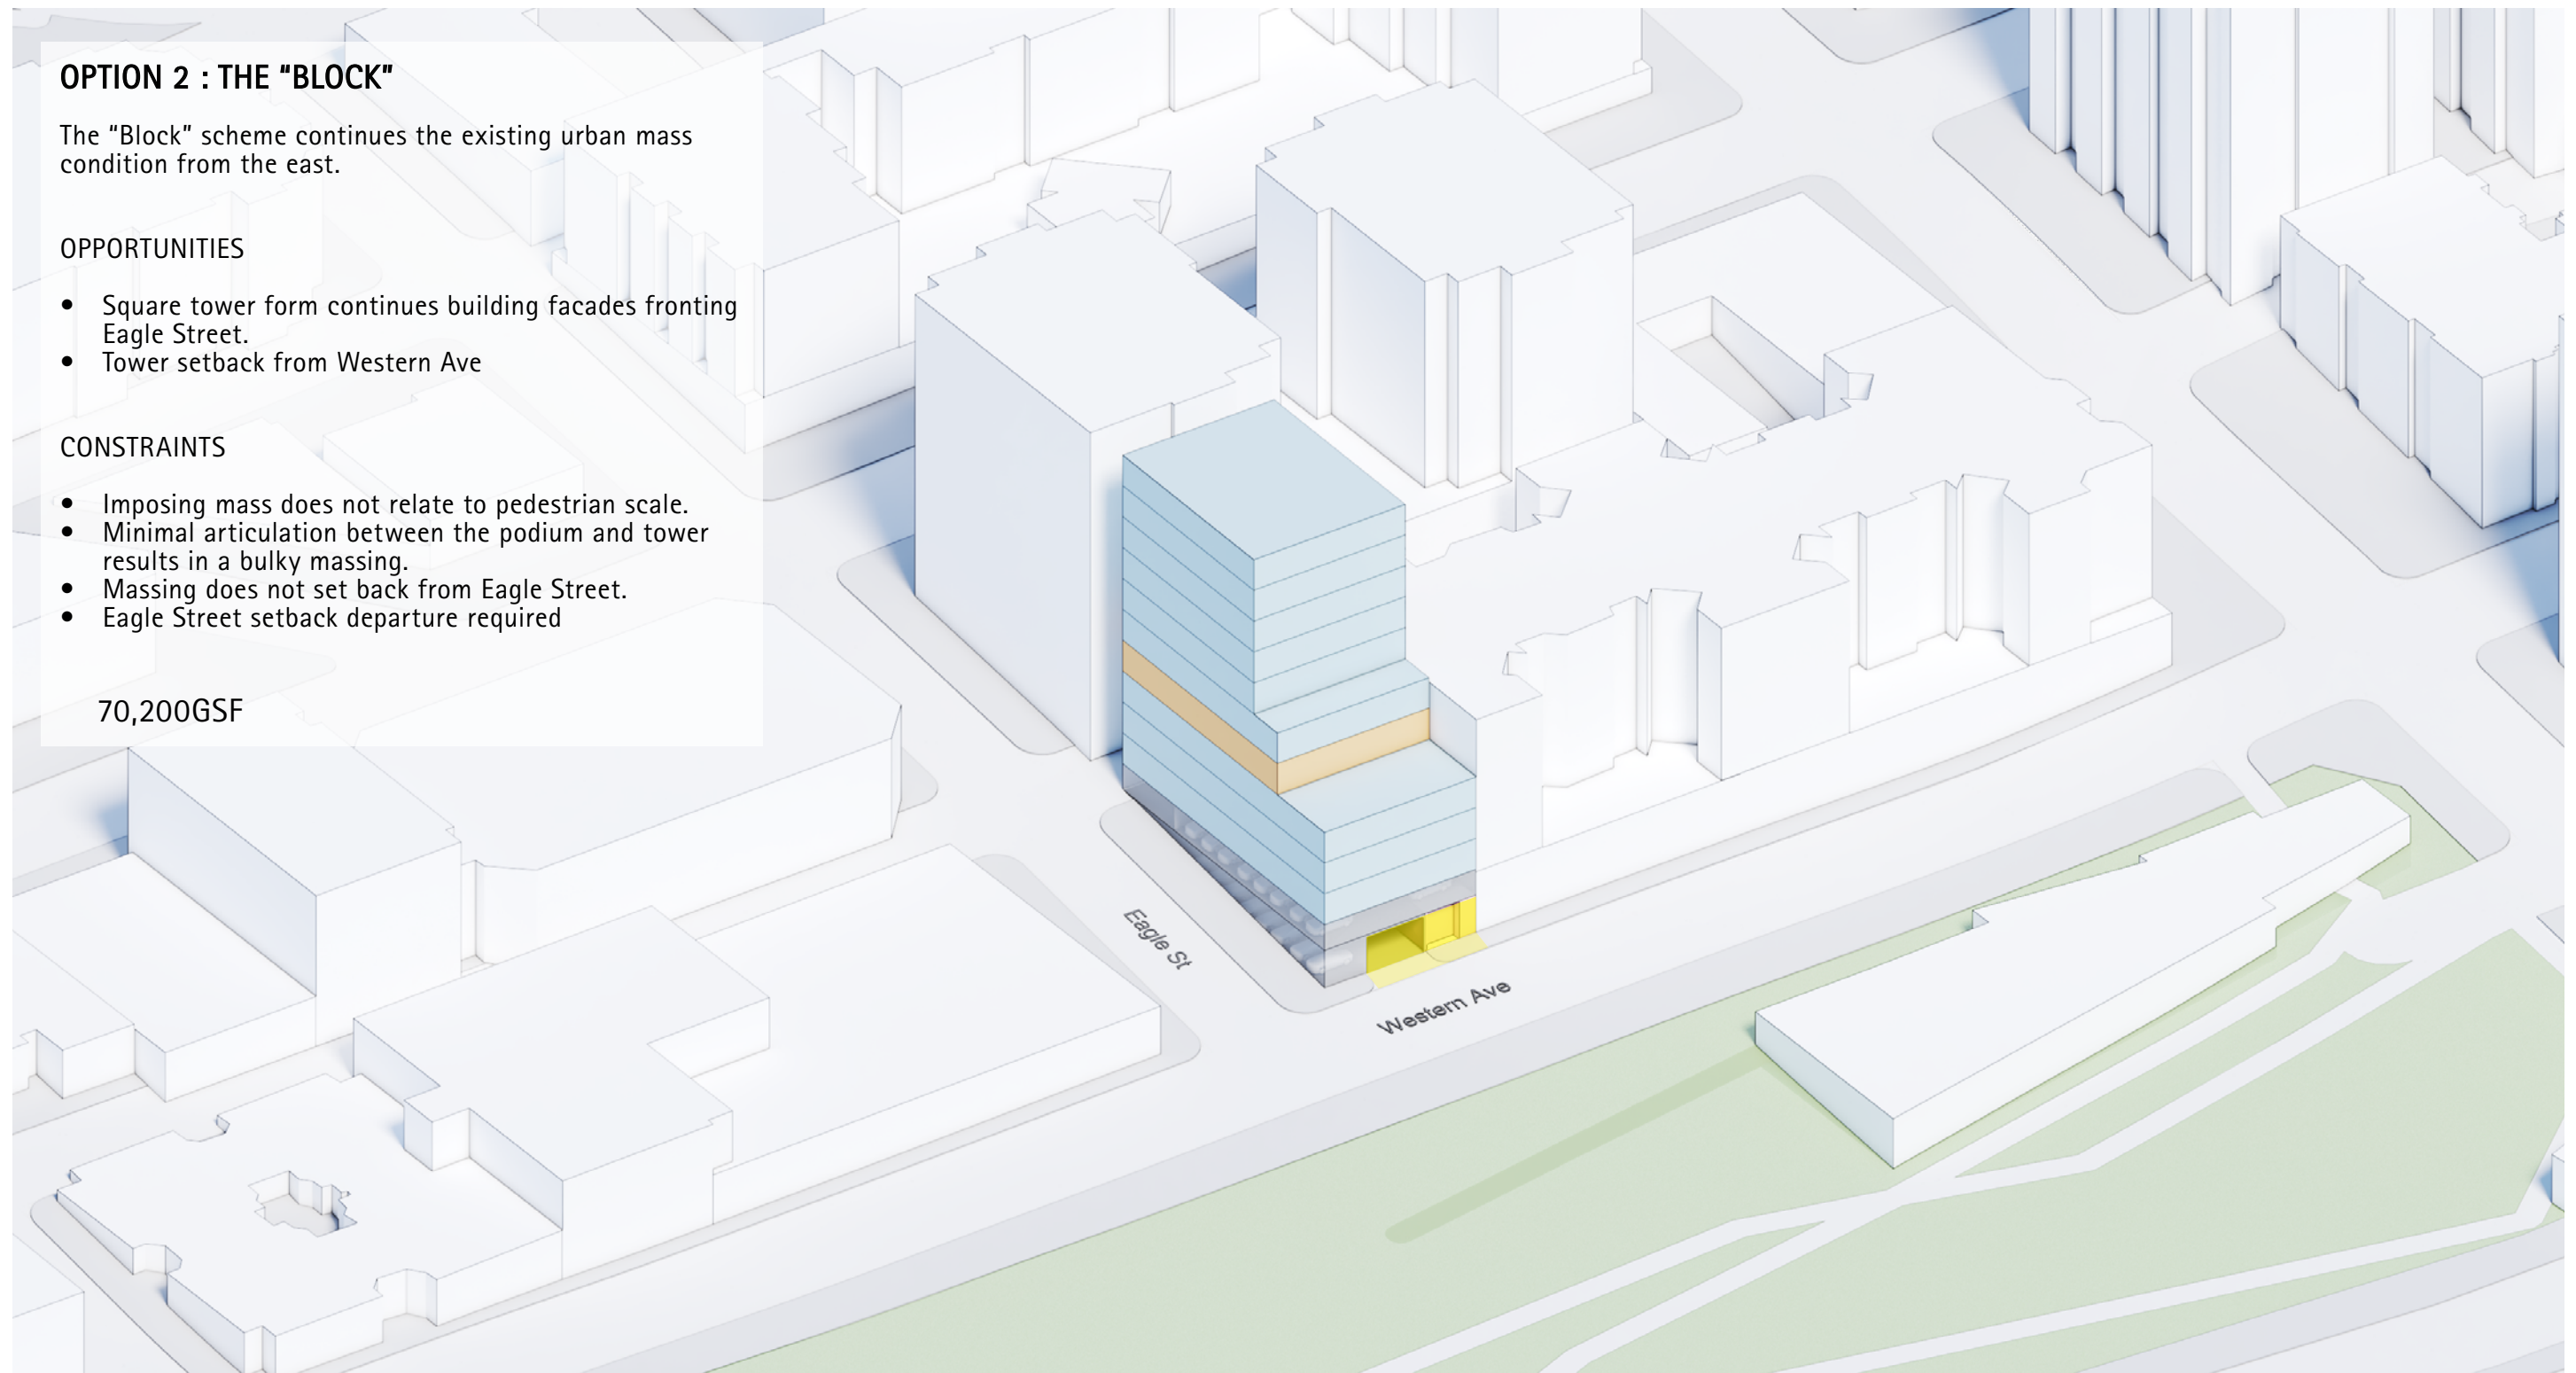 OPTION 2 : THE "BLOCK"
The "Block" scheme continues the existing urban mass
condition from the east.
OPPORTUNITIES
• Square tower form continues building facades fronting
Eagle Street.
• Tower setback from Western Ave
CONSTRAINTS
• Imposing mass does not relate to pedestrian scale.
• Minimal articulation between the podium and tower
results in a bulky massing.
• Massing does not set back from Eagle Street.
• Eagle Street setback departure required
70,200GSF
Eagle St
Western Ave